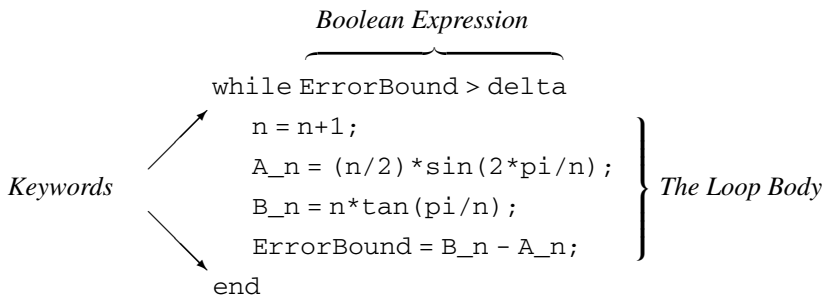 Boolean Expression
while ErrorBound > delta
n = n+1;
A_n = (n/2)*sin(2*pi/n);
Keywords
The Loop Body
B_n = n*tan(pi/n);
ErrorBound = B_n - A_n;
end